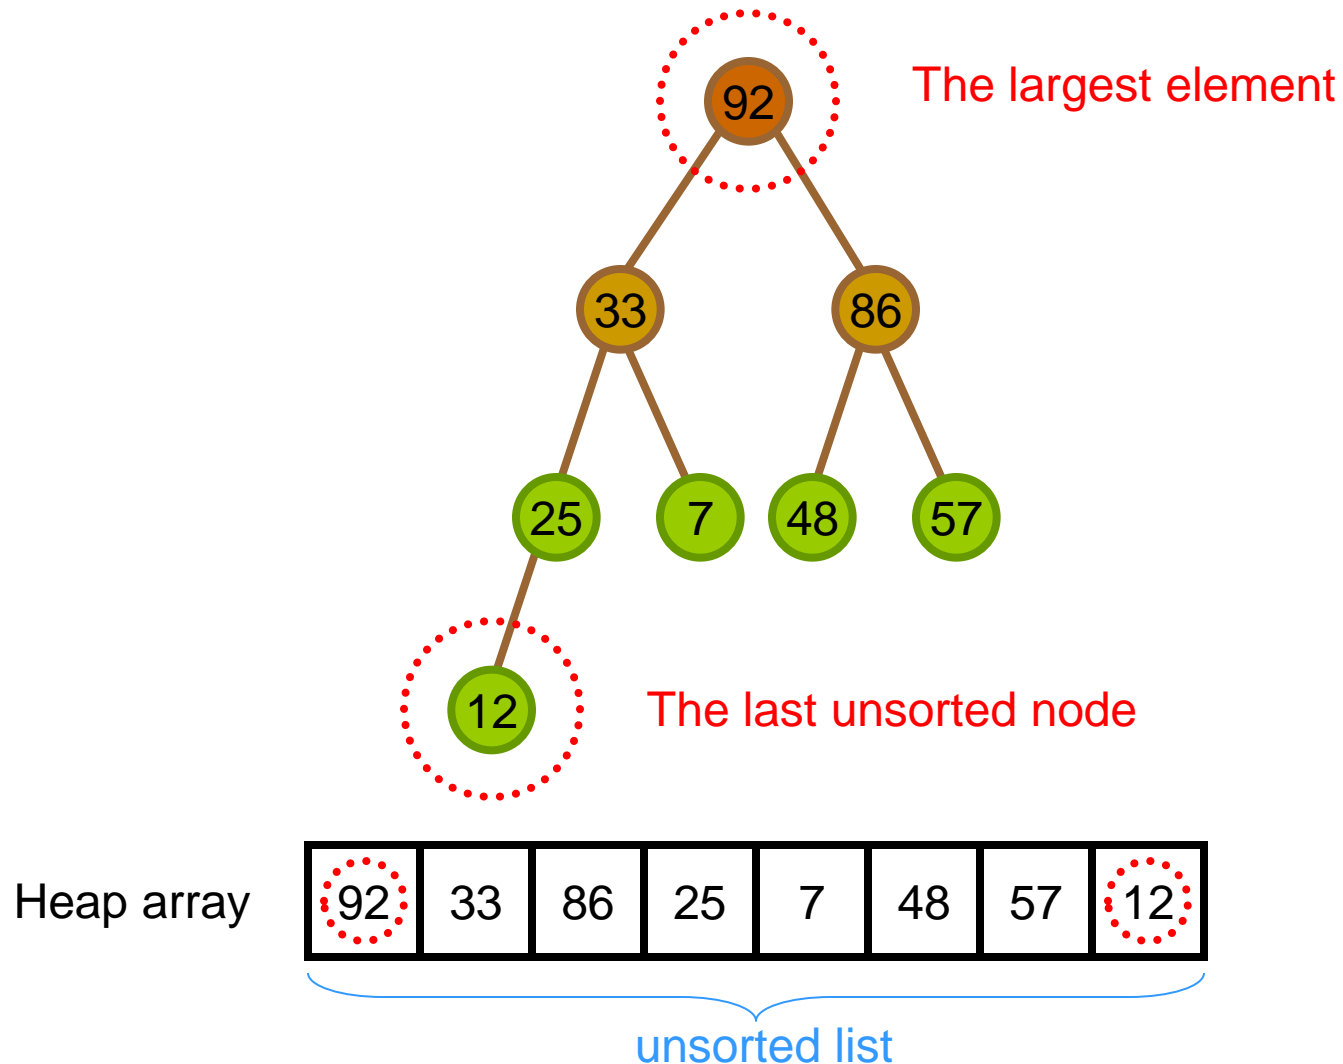 92
The largest element
33 86
25 7 48 57
12
The last unsorted node
Heap array 92 33 86 25 7 48 57 12
unsorted list